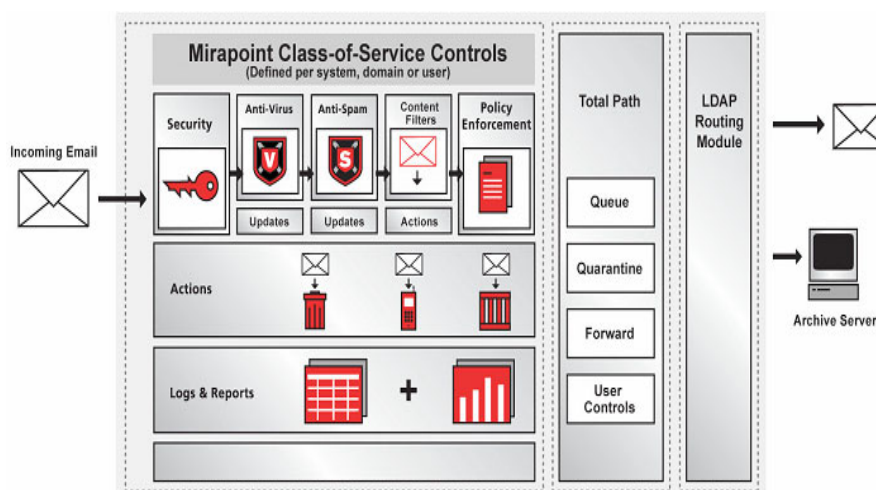 Mirapoint Class-of-Service Controls
(Defined per system, domain or user)
Incoming Email
Security
Anti-Virus
V
Updates
Anti-Spam
S
Updates
Content
Filters
Actions
Policy
Enforcement
Actions
Logs & Reports
+
Total Path
Queue
Quarantine
Forward
User
Controls
LDAP
Routing
Module
Archive Server